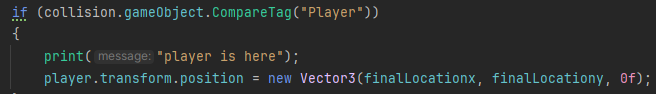 if (collision.gameObject.CompareTag("Player"))
{
print( message: "player is here");
player.transform.position = new Vector3(finalLocationx, finalLocationy, 0f);